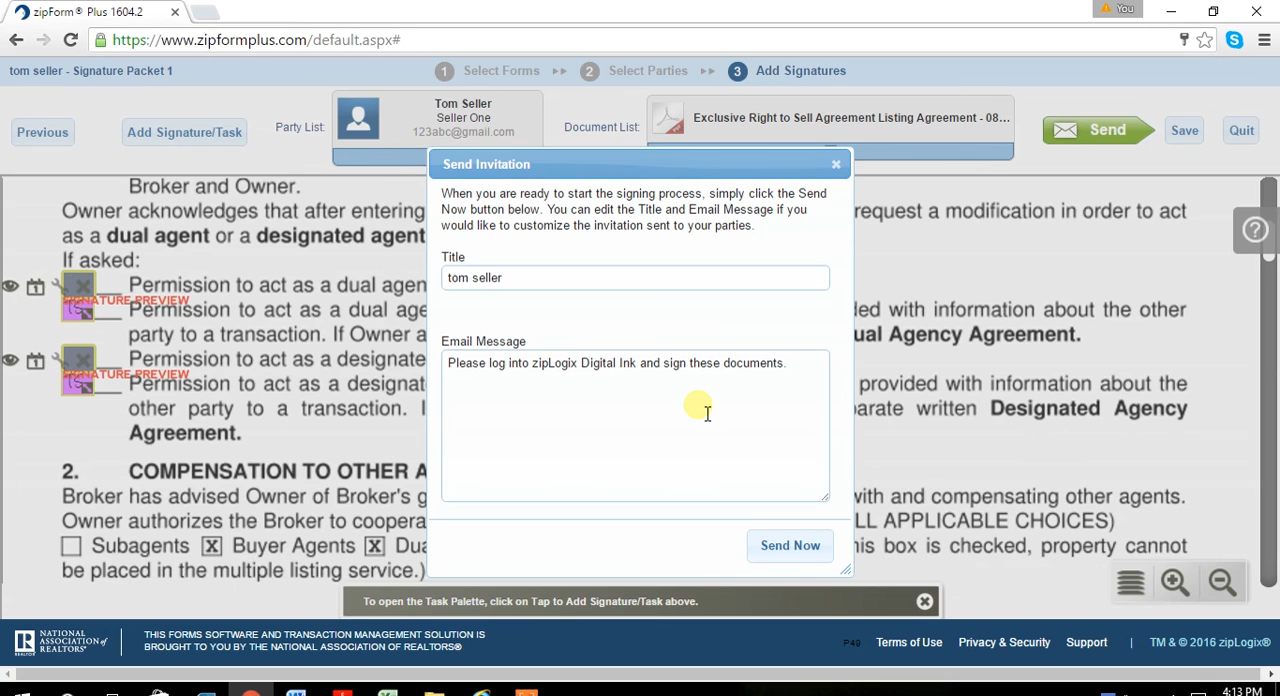 zipForm® Plus 1604.2
You
https://www.zipformplus.com/default.aspx#
tom seller - Signature Packet 1
1 Select Forms
2 Select Parties
3 Add Signatures
Previous
Add Signature/Task
Party List:
Tom Seller
Seller One
123abc@gmail.com
Document List:
Exclusive Right to Sell Agreement Listing Agreement - 08...
Send
Save
Quit
Send Invitation
When you are ready to start the signing process, simply click the Send
Now button below. You can edit the Title and Email Message if you
would like to customize the invitation sent to your parties.
Title
tom seller
Email Message
Please log into zipLogix Digital Ink and sign these documents.
Send Now
Broker and Owner.
Owner acknowledges that after entering request a modification in order to act
as a dual agent or a designated agent
If asked:
Permission to act as a dual agen
SIGNATURE PREVIEW
Permission to act as a dual age ded with information about the other
party to a transaction. If Owner a ual Agency Agreement.
Permission to act as a designate
SIGNATURE PREVIEW
Permission to act as a designat provided with information about the
other party to a transaction. I arate written Designated Agency
Agreement.
2. COMPENSATION TO OTHER A
Broker has advised Owner of Broker's g with and compensating other agents.
Owner authorizes the Broker to coopera LL APPLICABLE CHOICES)
Subagents X Buyer Agents X Dua his box is checked, property cannot
be placed in the multiple listing service.)
To open the Task Palette, click on Tap to Add Signature/Task above.
NATIONAL
ASSOCIATION of
REALTORS®
THIS FORMS SOFTWARE AND TRANSACTION MANAGEMENT SOLUTION IS
BROUGHT TO YOU BY THE NATIONAL ASSOCIATION OF REALTORS®
P49
Terms of Use
Privacy & Security
Support
|
TM & © 2016 zipLogix®
4:13 PM